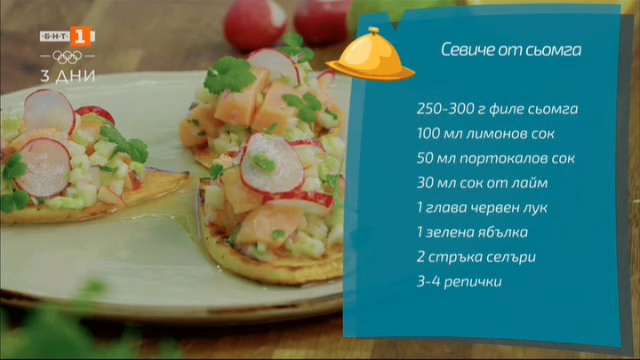 БНТ 1
3 ДНИ
Севиче от сьомга
250-300 г филе сьомга
100 мл лимонов сок
50 мл портокалов сок
30 мл сок от лайм
1 глава червен лук
1 зелена ябълка
2 стръка селъри
3-4 репички